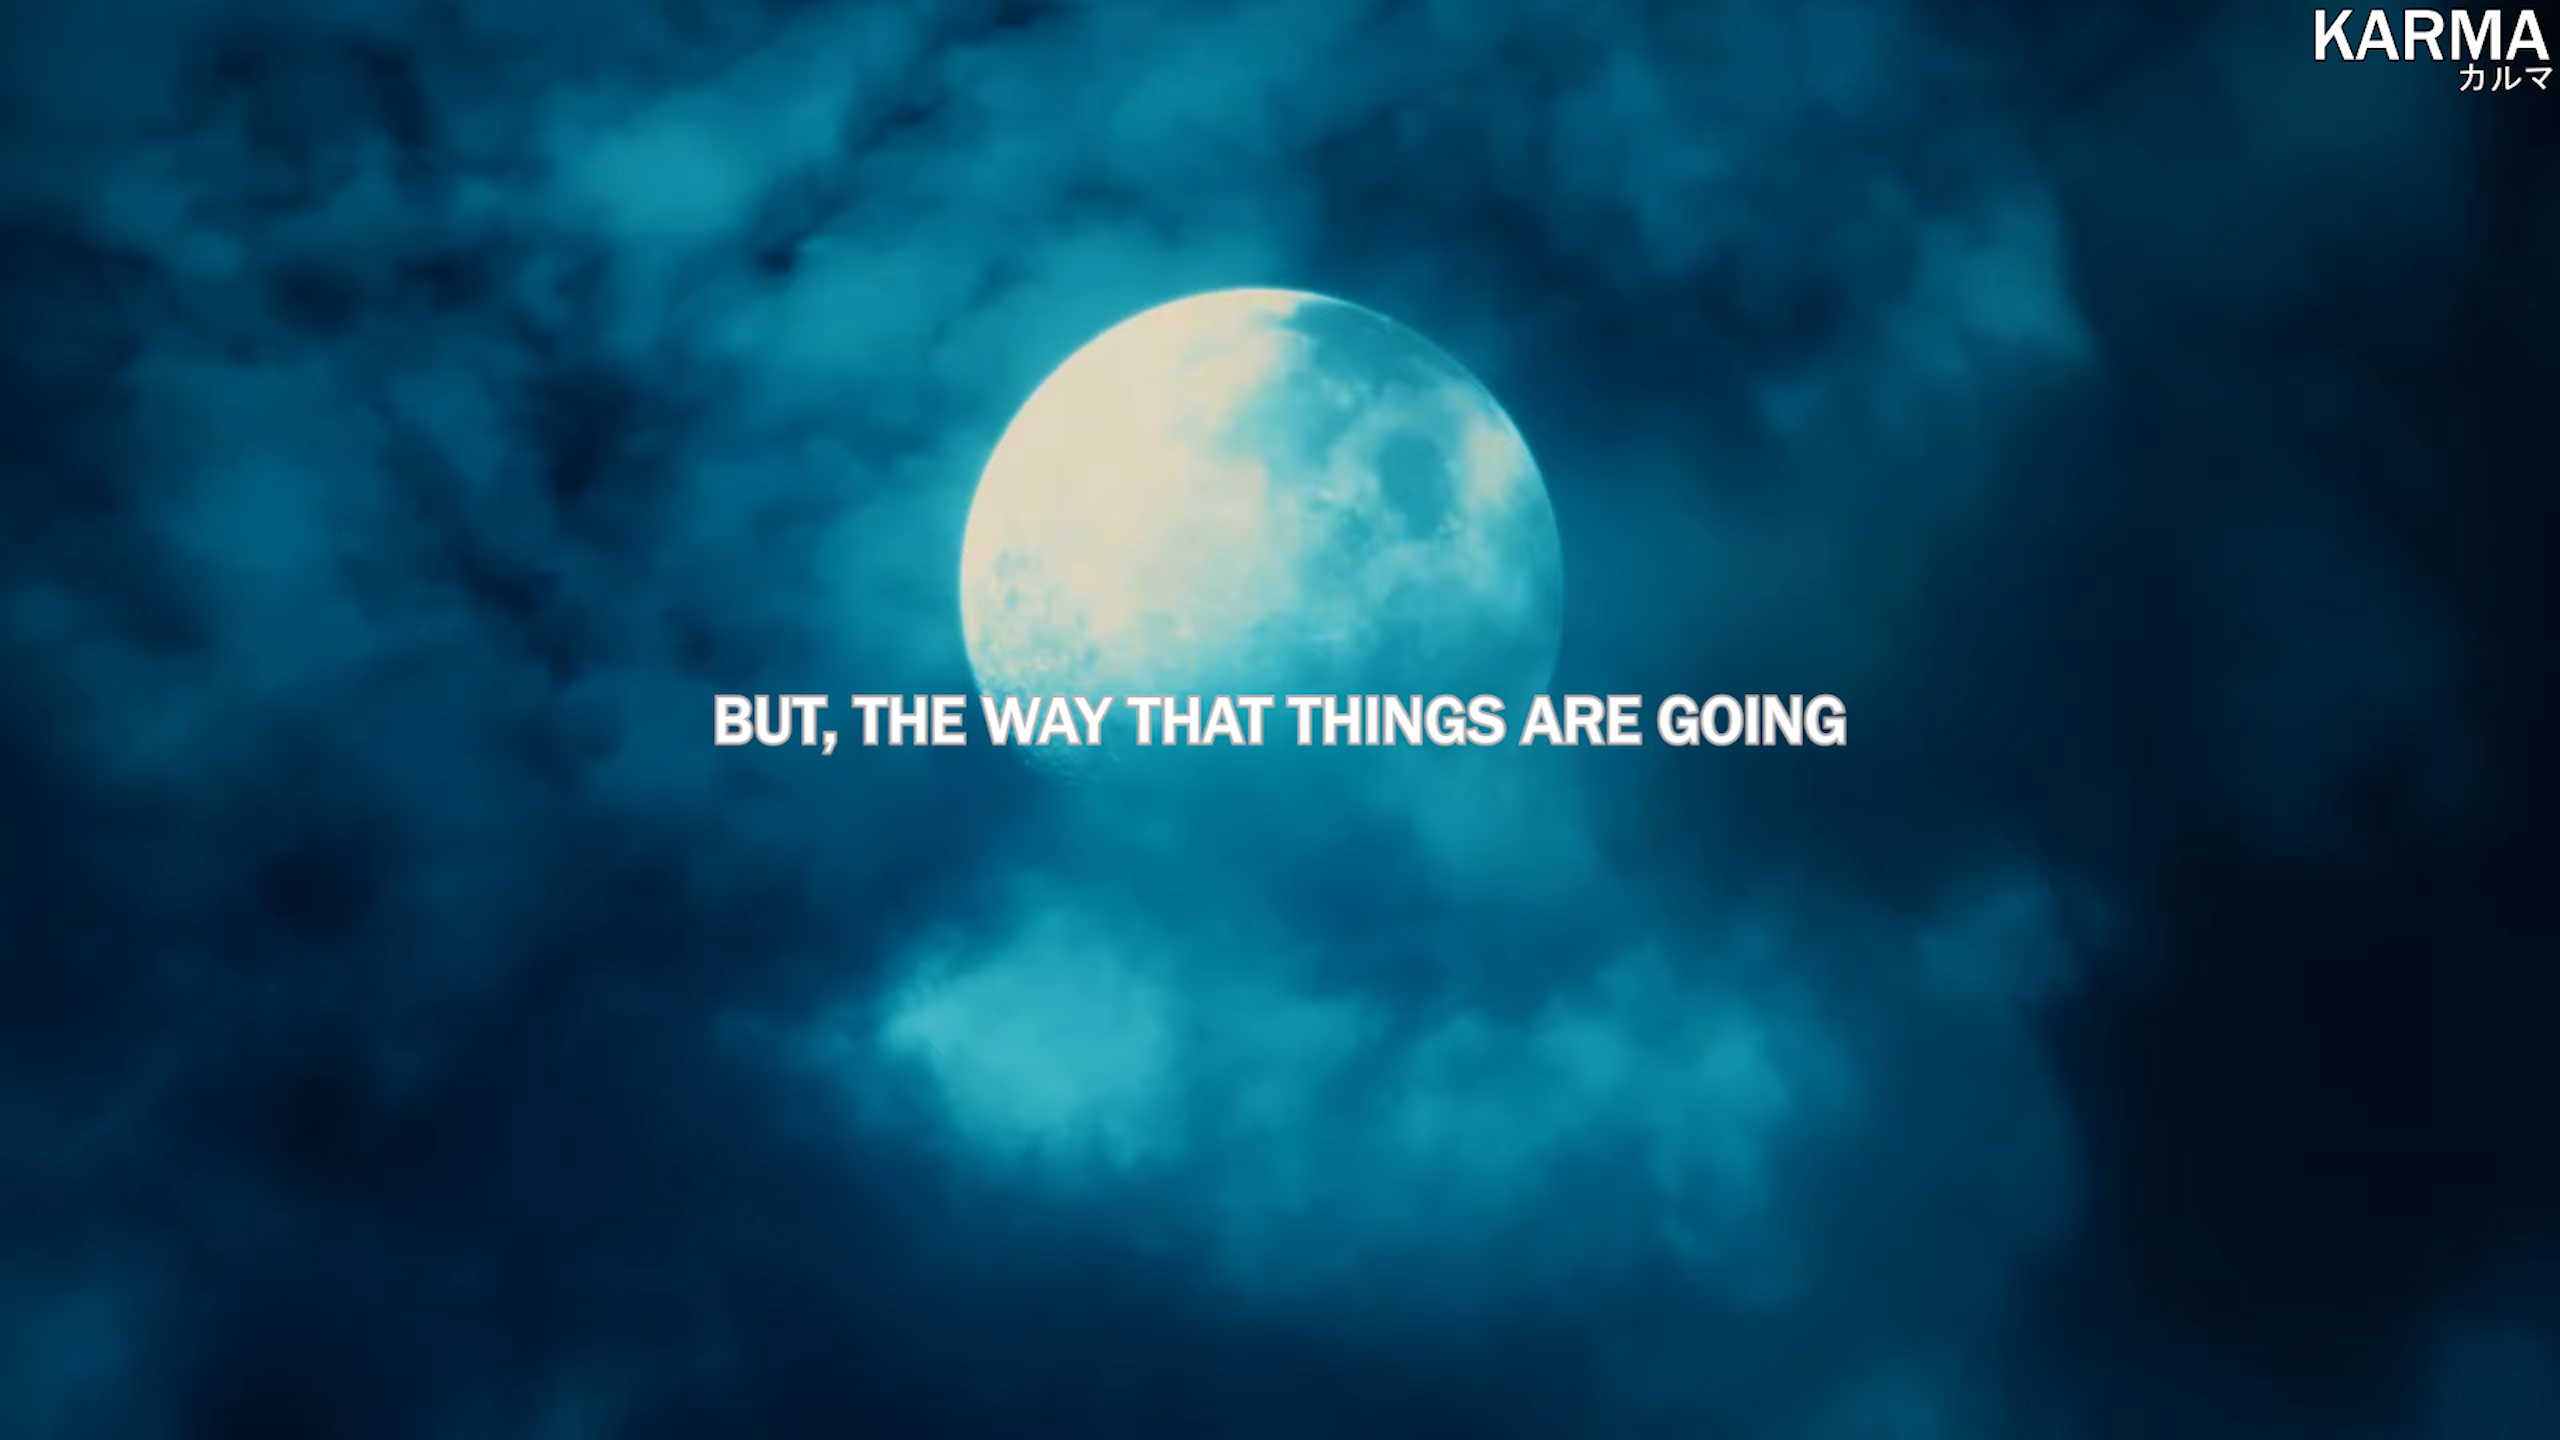 KARMA
カルマ
BUT, THE WAY THAT THINGS ARE GOING